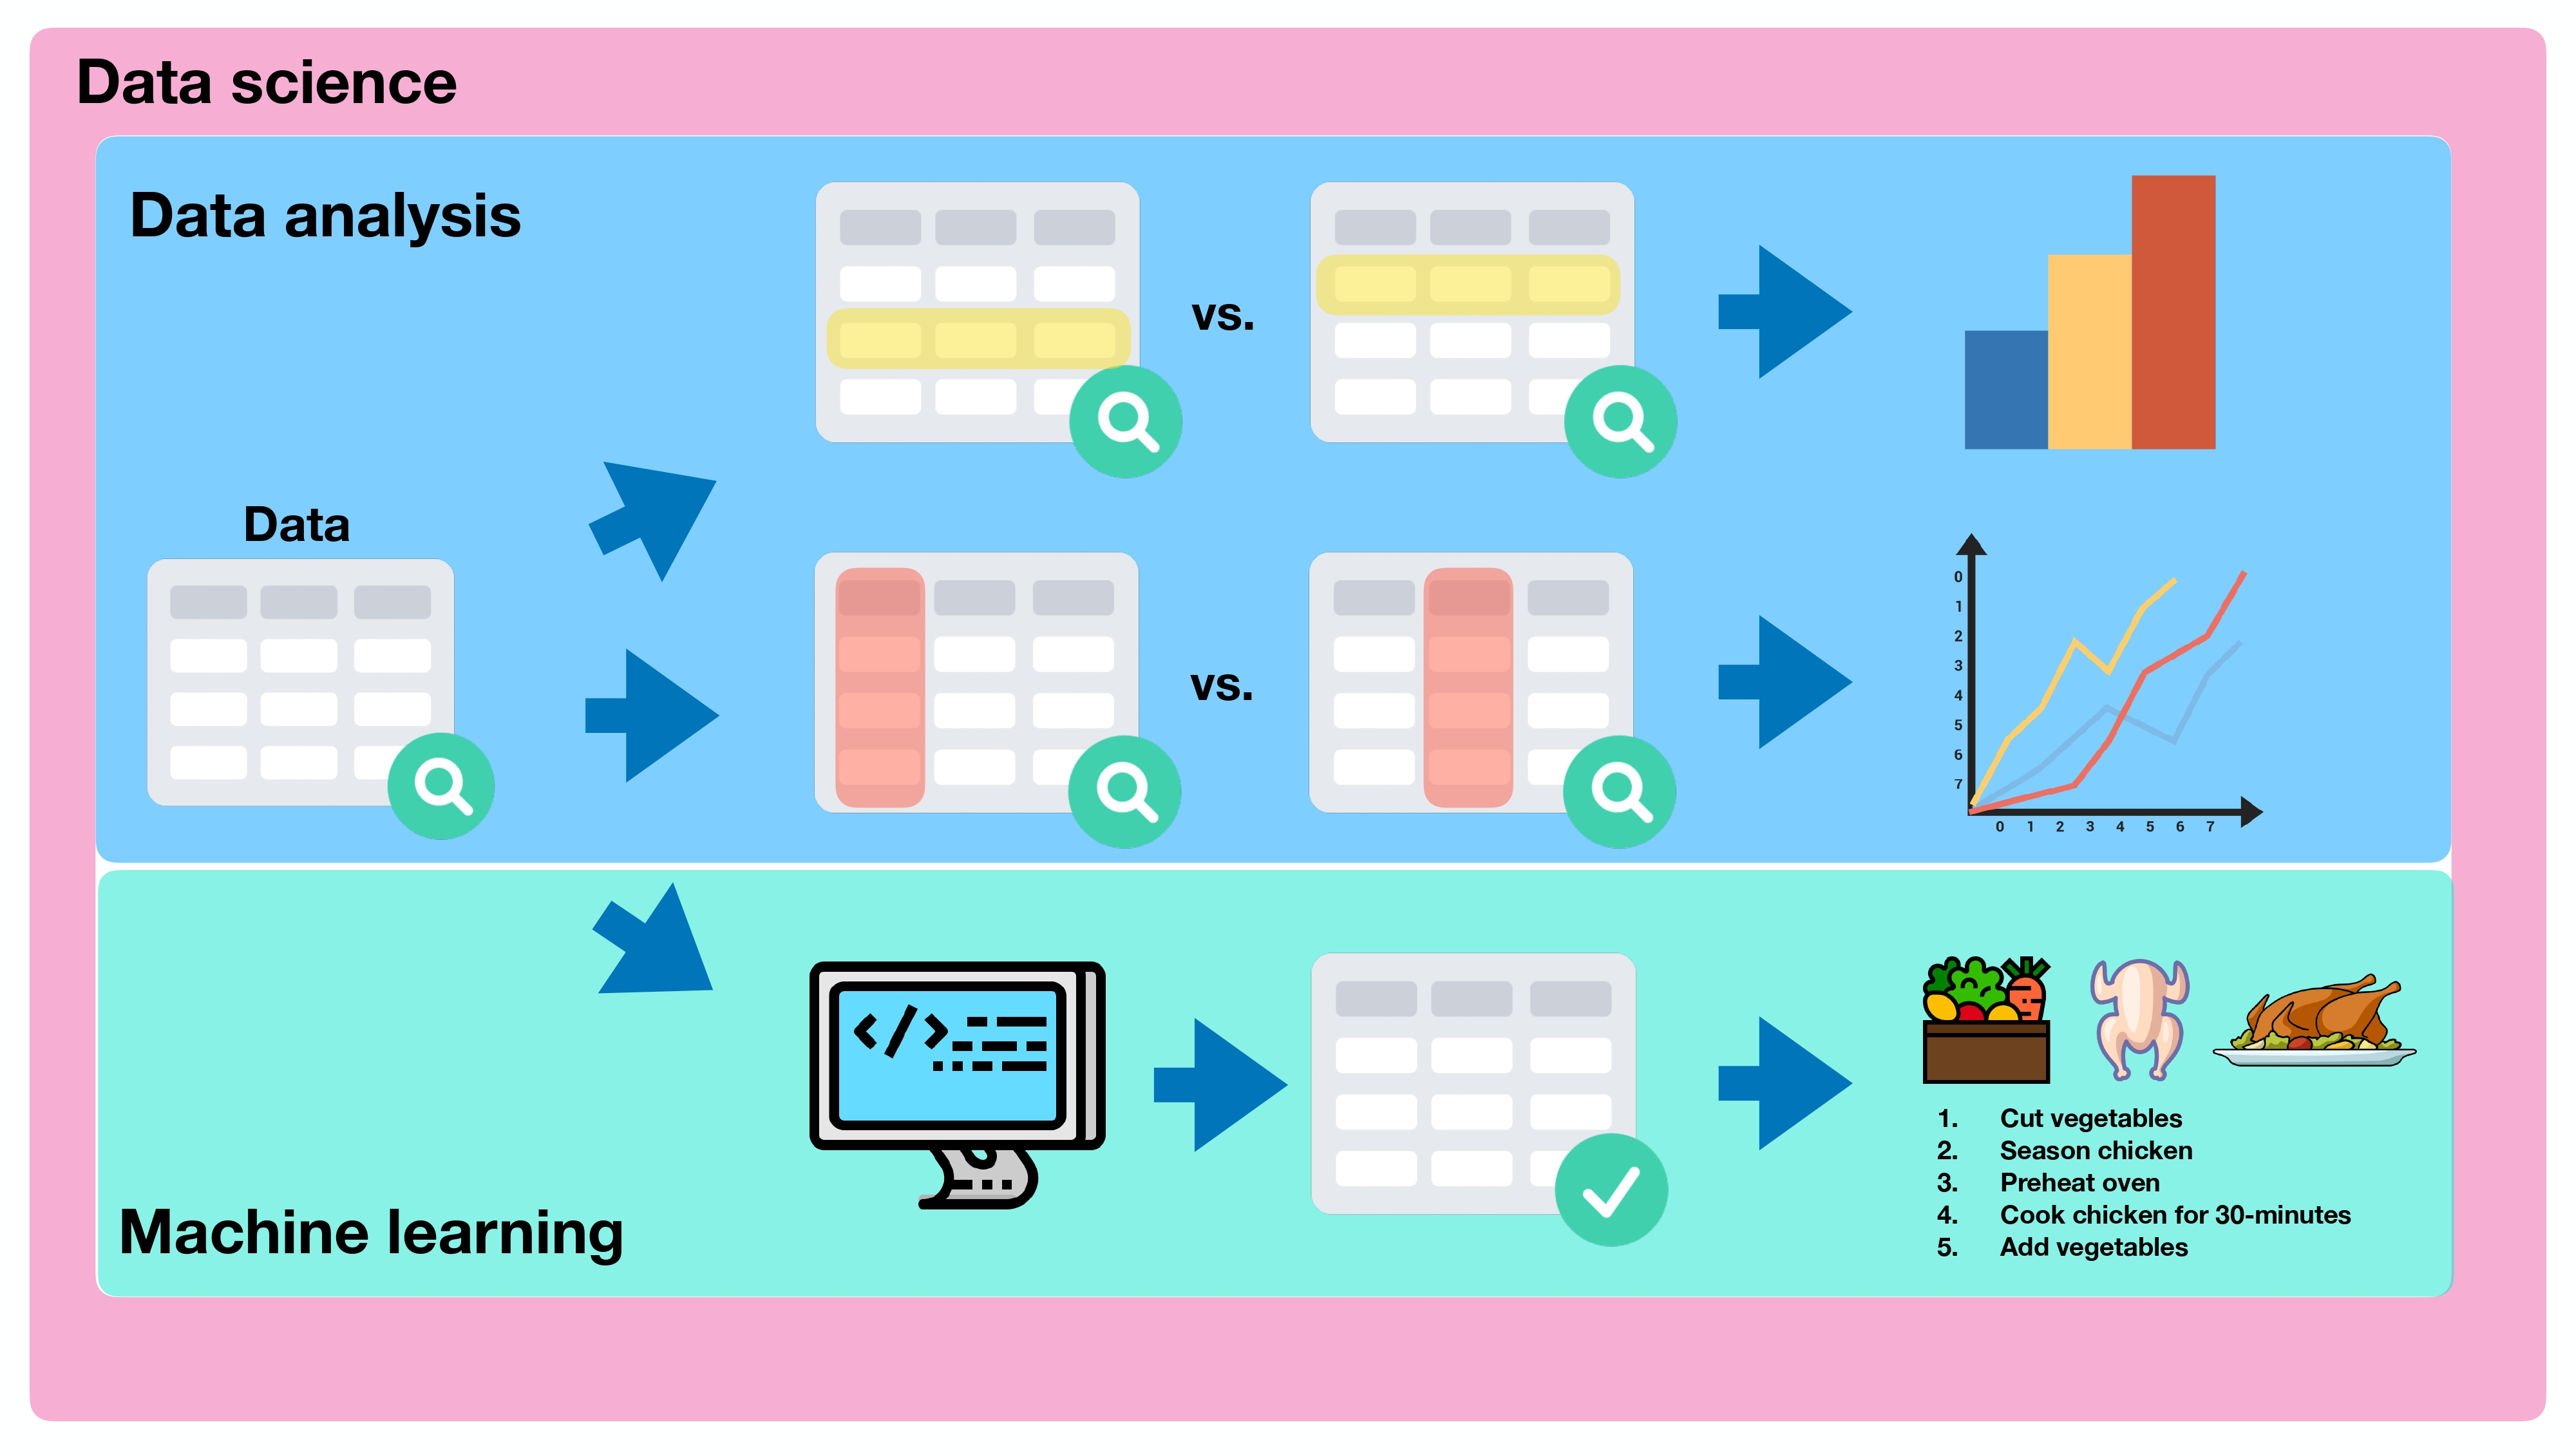 Data science
Data analysis
vs.
Data
vs.
0
1
2
3
4
5
6
7
0 1 2 3 4 5 6 7
</>
Machine learning
1. Cut vegetables
2. Season chicken
3. Preheat oven
4. Cook chicken for 30-minutes
5. Add vegetables